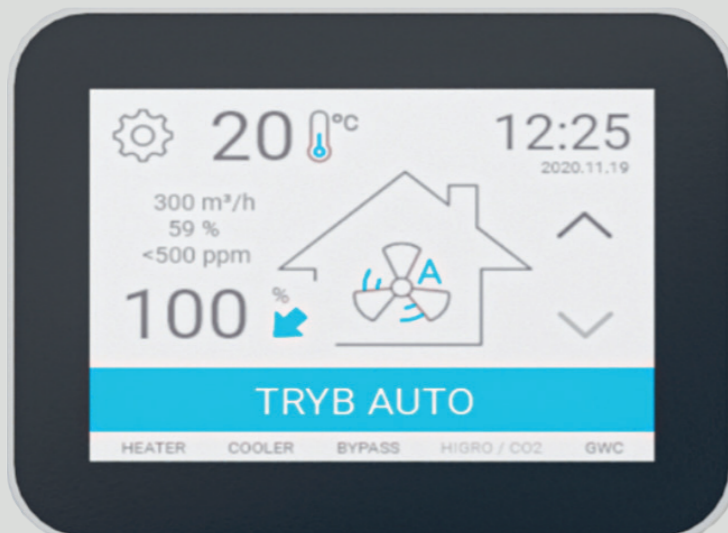 20 °C
12:25
2020.11.19
300 m³/h
59 %
<500 ppm
100 %
A
TRYB AUTO
HEATER COOLER BYPASS HIGRO / CO2 GWC